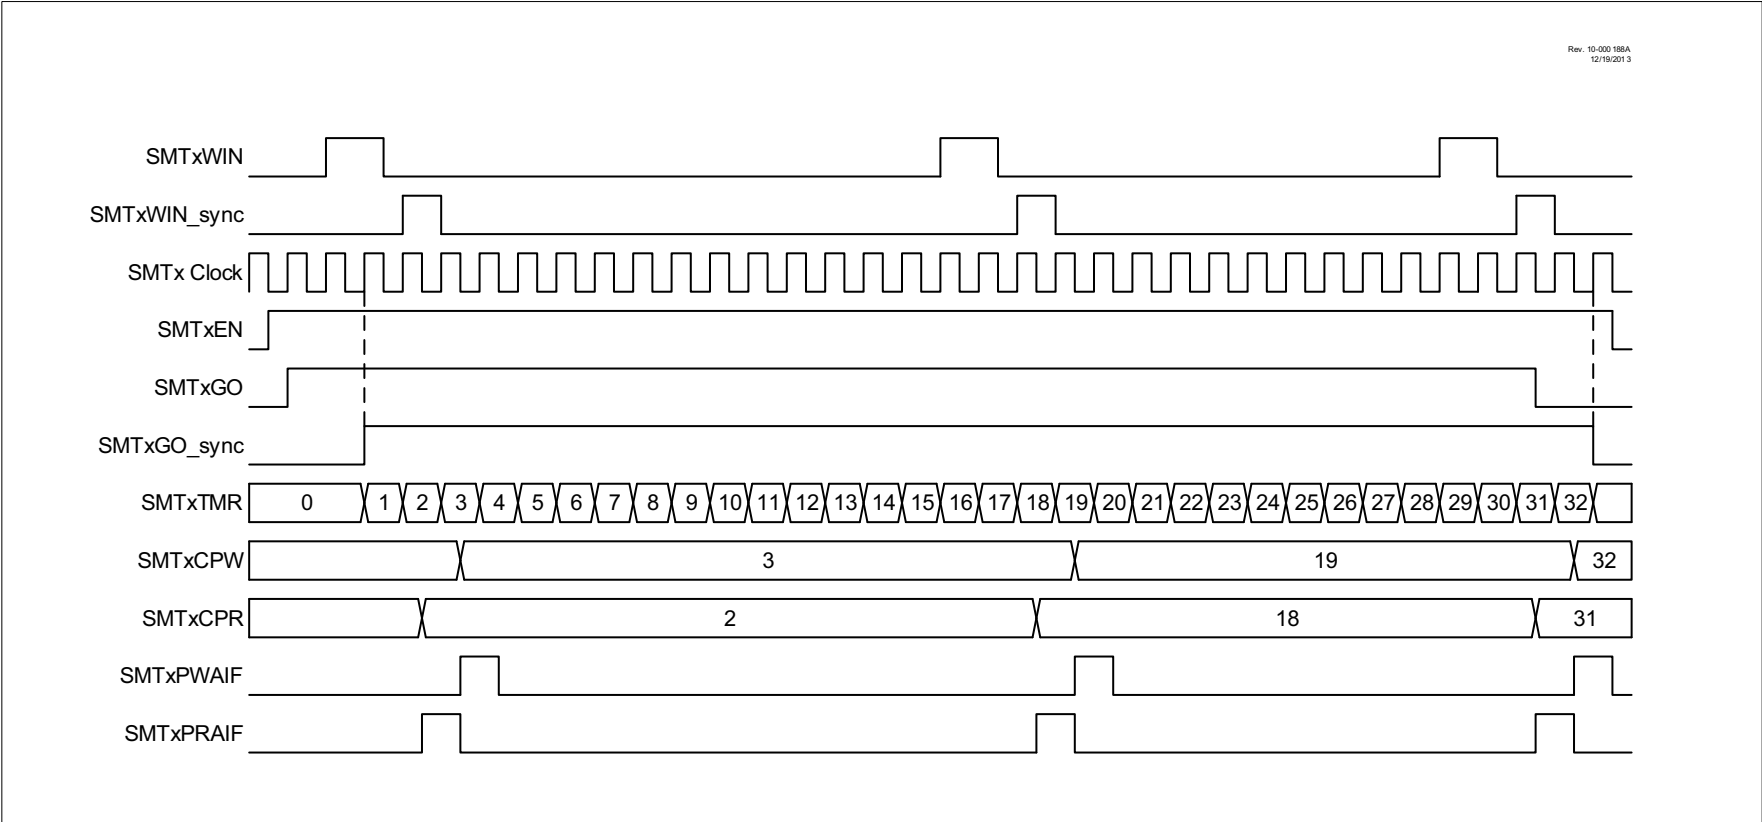 Rev. 10-000 188A
12/19/201 3
SMTxWIN
SMTxWIN_sync
SMTx Clock
SMTxEN
SMTxGO
SMTxGO_sync
SMTxTMR 0 1 2 3 4 5 6 7 8 9 10 11 12 13 14 15 16 17 18 19 20 21 22 23 24 25 26 27 28 29 30 31 32
SMTxCPW 3 19 32
SMTxCPR 2 18 31
SMTxPWAIF
SMTxPRAIF